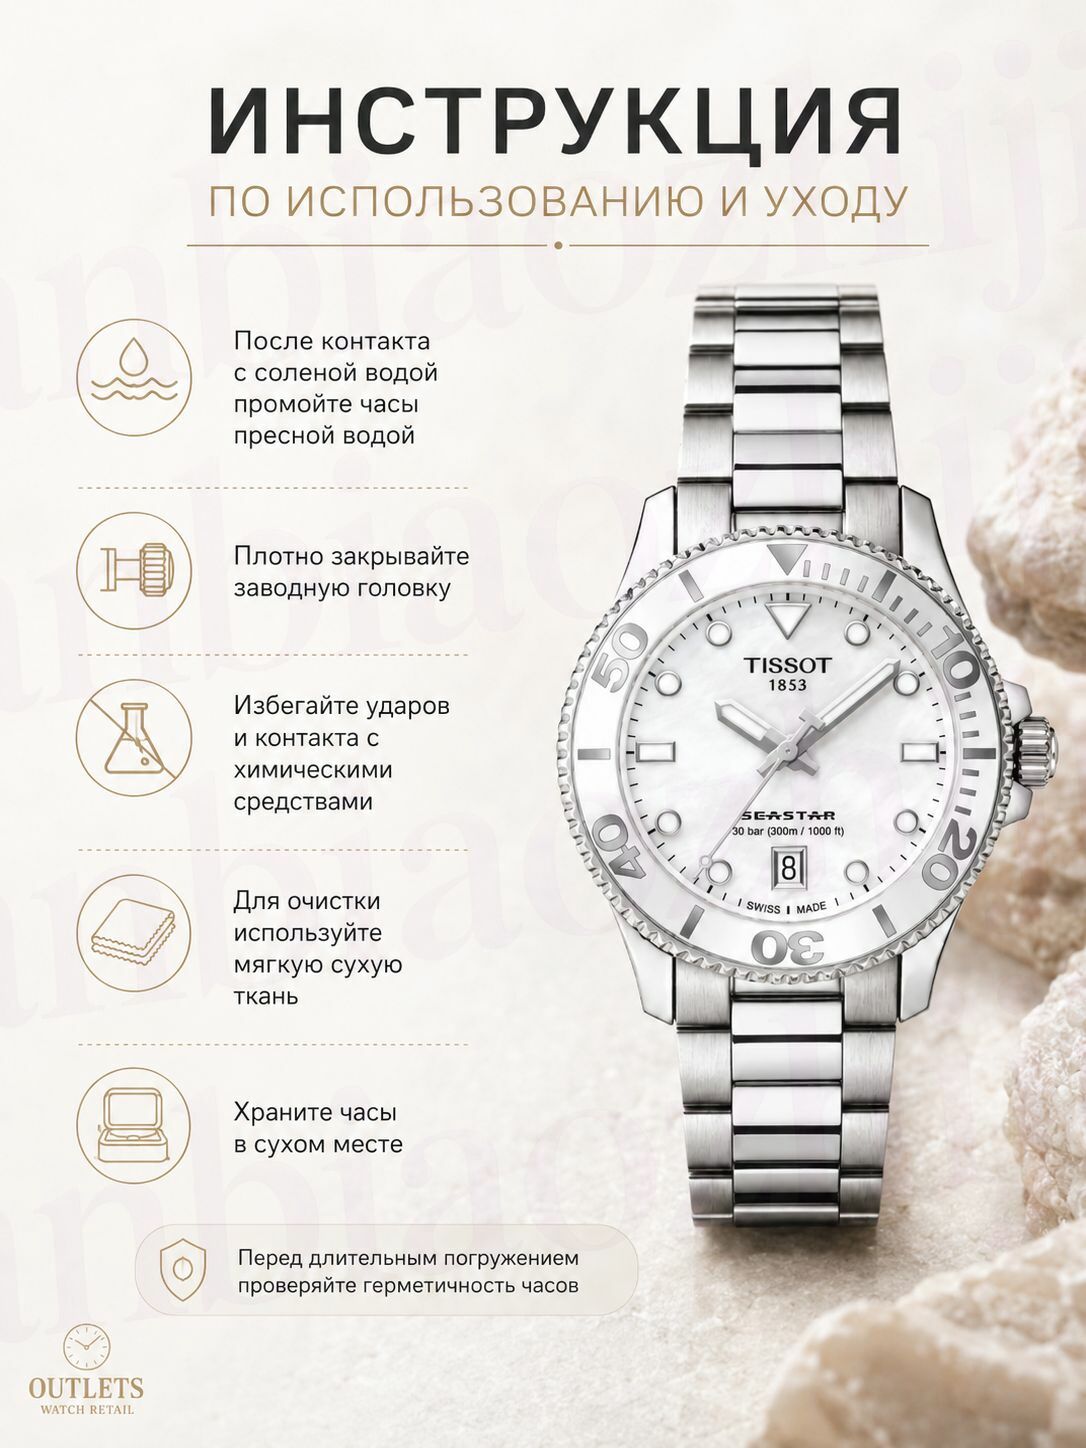 ИНСТРУКЦИЯ
ПО ИСПОЛЬЗОВАНИЮ И УХОДУ
После контакта
с соленой водой
промойте часы
пресной водой
Плотно закрывайте
заводную головку
Избегайте ударов
и контакта с
химическими
средствами
Для очистки
используйте
мягкую сухую
ткань
Храните часы
в сухом месте
Перед длительным погружением
проверяйте герметичность часов
OUTLETS
WATCH RETAIL
TISSOT
1853
SEASTAR
30 bar (300m / 1000 ft)
8
SWISS MADE
10
20
30
40
50